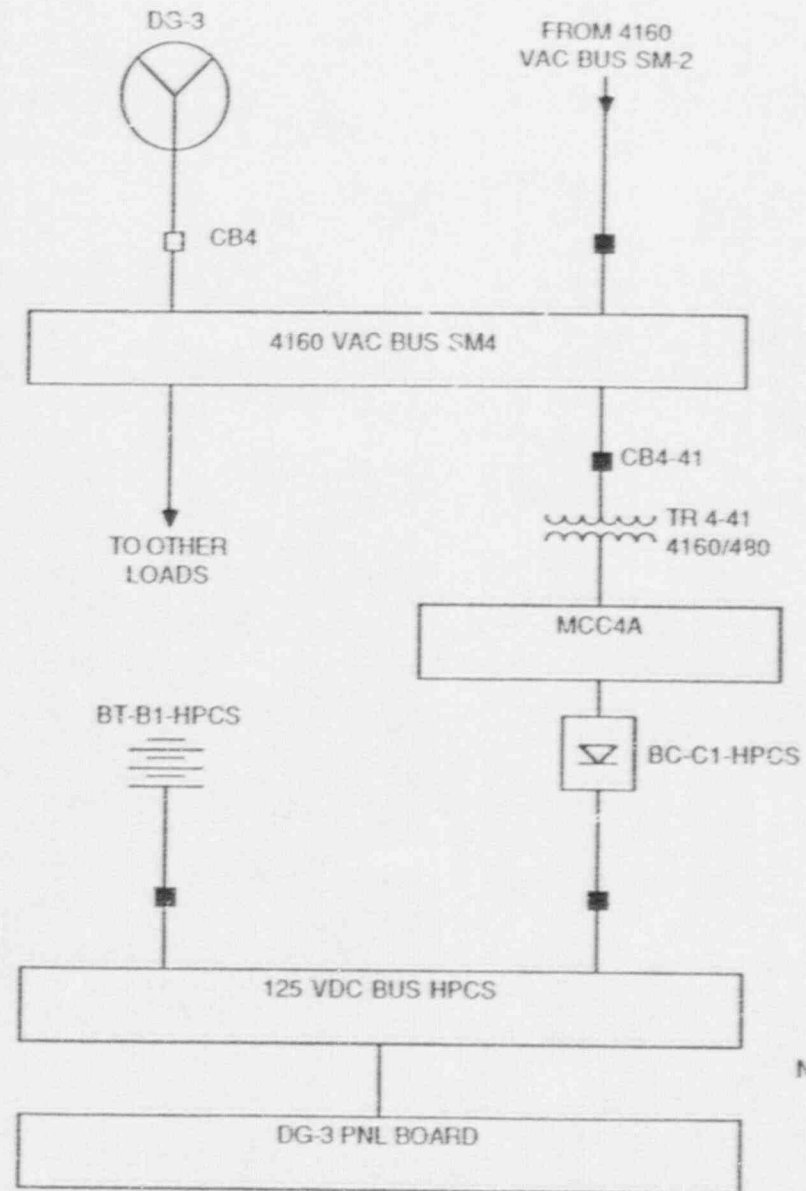 DS-3
FROM 4160
VAC BUS SM-2
CB4
4160 VAC BUS SM4
CB4-41
TR 4-41
4160/480
TO OTHER
LOADS
MCC4A
BT-B1-HPCS
BC-C1-HPCS
125 VDC BUS HPCS
N
DG-3 PNL BOARD